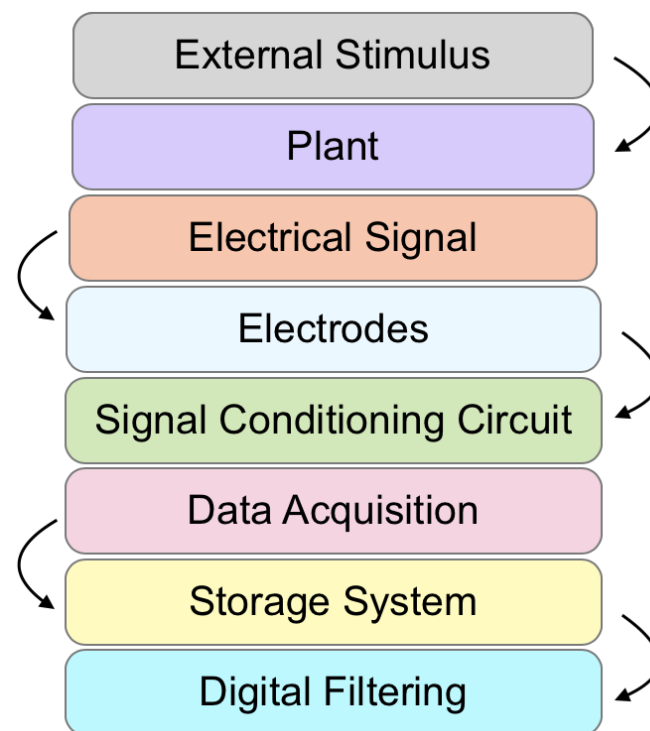 External Stimulus
Plant
Electrical Signal
Electrodes
Signal Conditioning Circuit
Data Acquisition
Storage System
Digital Filtering